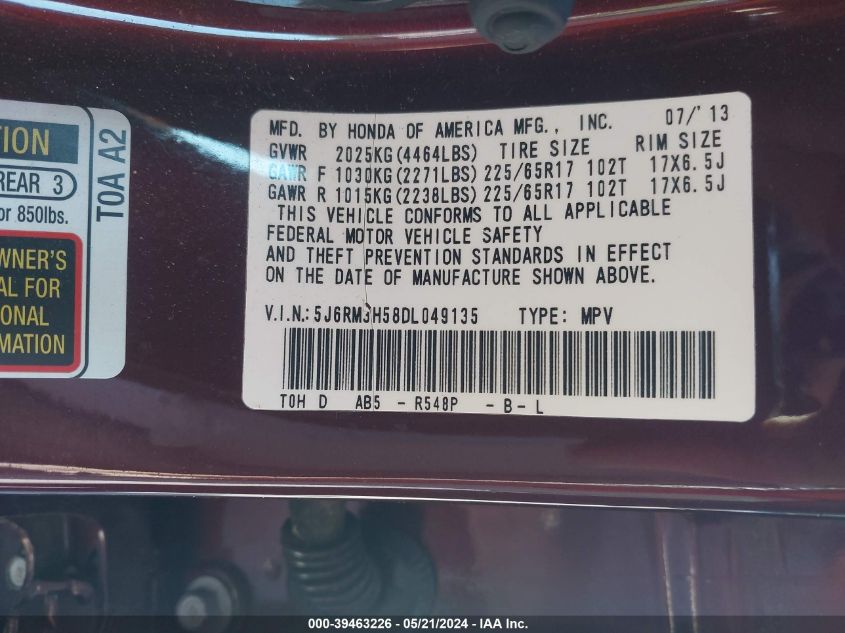 TION
REAR 3
or 850lbs.
WNER'S
AL FOR
ONAL
MATION
T0A A2
MFD. BY HONDA OF AMERICA MFG., INC. 07/'13
GVWR 2025KG(4464LBS) TIRE SIZE RIM SIZE
GAWR F 1030KG(2271LBS) 225/65R17 102T 17X6.5J
GAWR R 1015KG(2238LBS) 225/65R17 102T 17X6.5J
THIS VEHICLE CONFORMS TO ALL APPLICABLE
FEDERAL MOTOR VEHICLE SAFETY
AND THEFT PREVENTION STANDARDS IN EFFECT
ON THE DATE OF MANUFACTURE SHOWN ABOVE.
V.I.N.: 5J6RM3H58DL049135 TYPE: MPV
T0H D AB5 - R548P - B - L
000-39463226 - 05/21/2024 - IAA Inc.